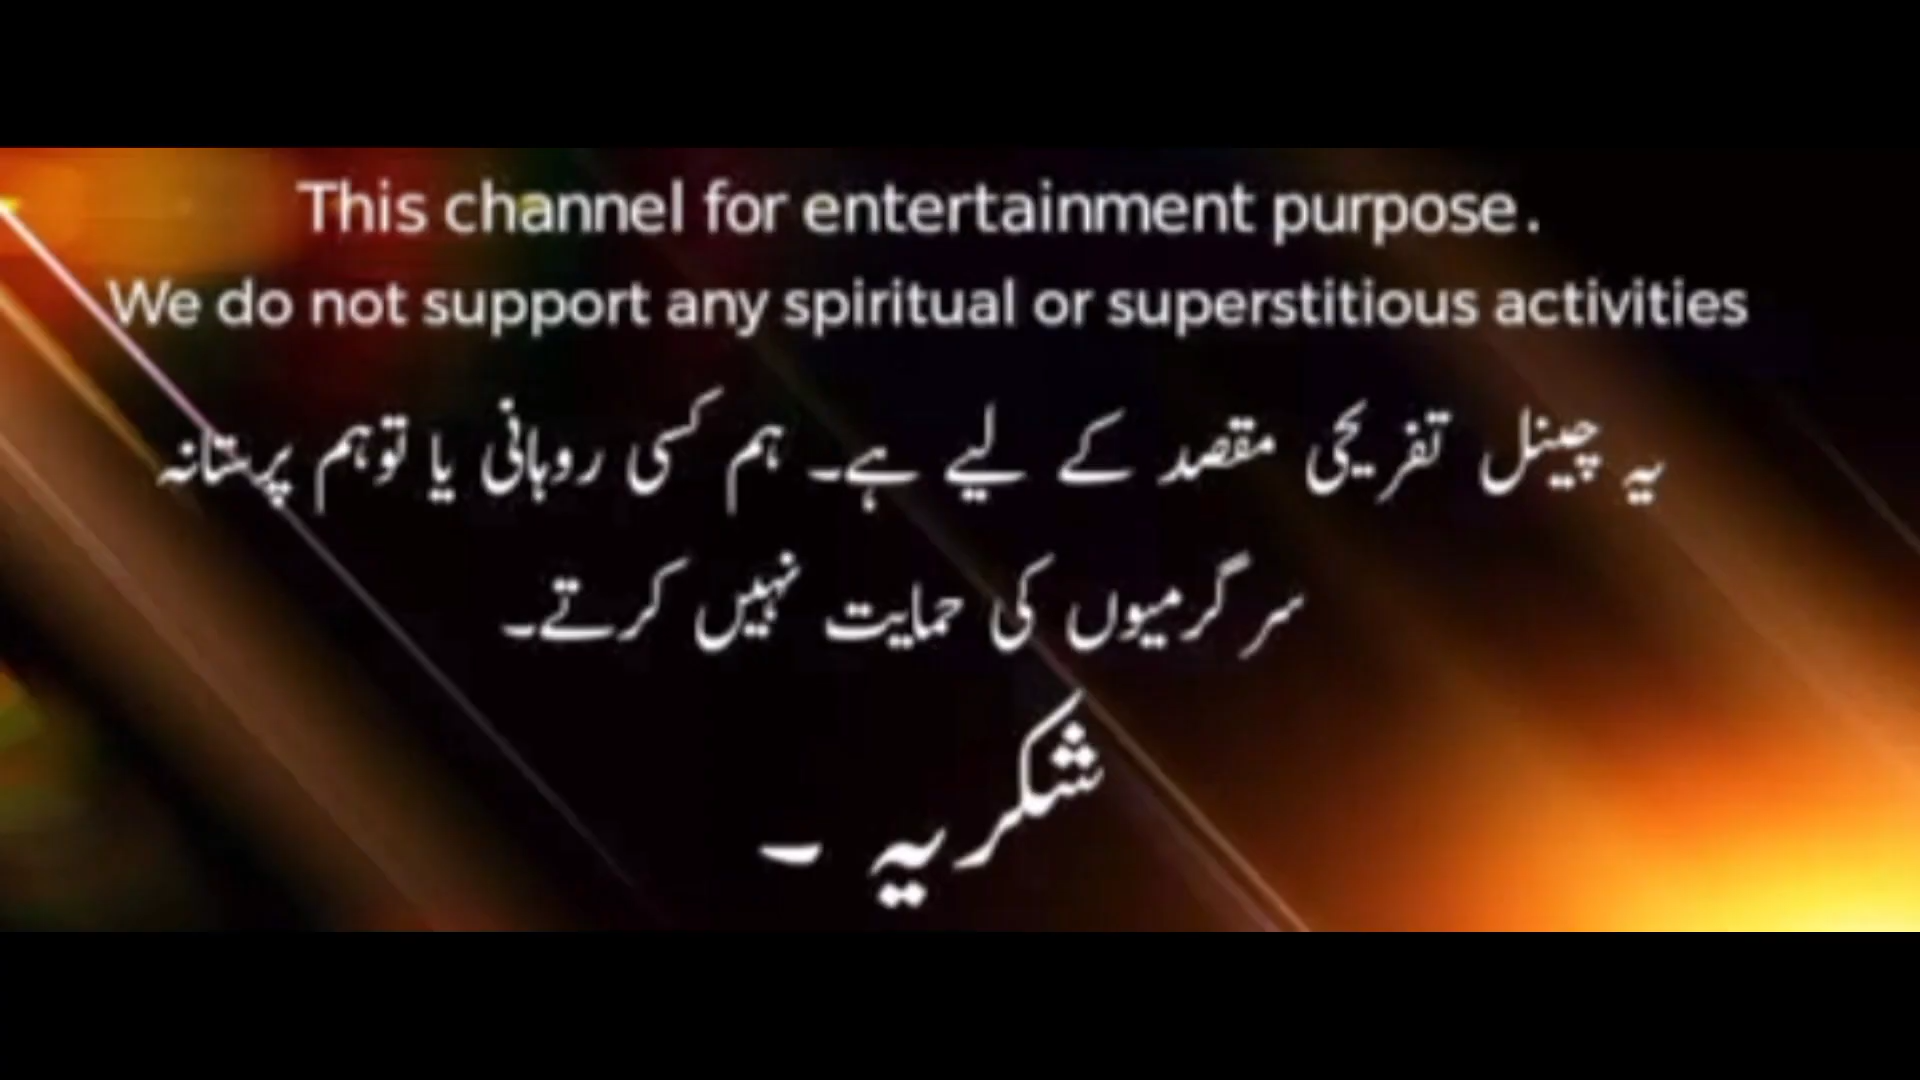 This channel for entertainment purpose.
We do not support any spiritual or superstitious activities
یہ چینل تفریحی مقصد کے لیے ہے۔ ہم کسی روہانی یا توہم پرستانہ
سرگرمیوں کی حمایت نہیں کرتے۔
شکریہ ۔